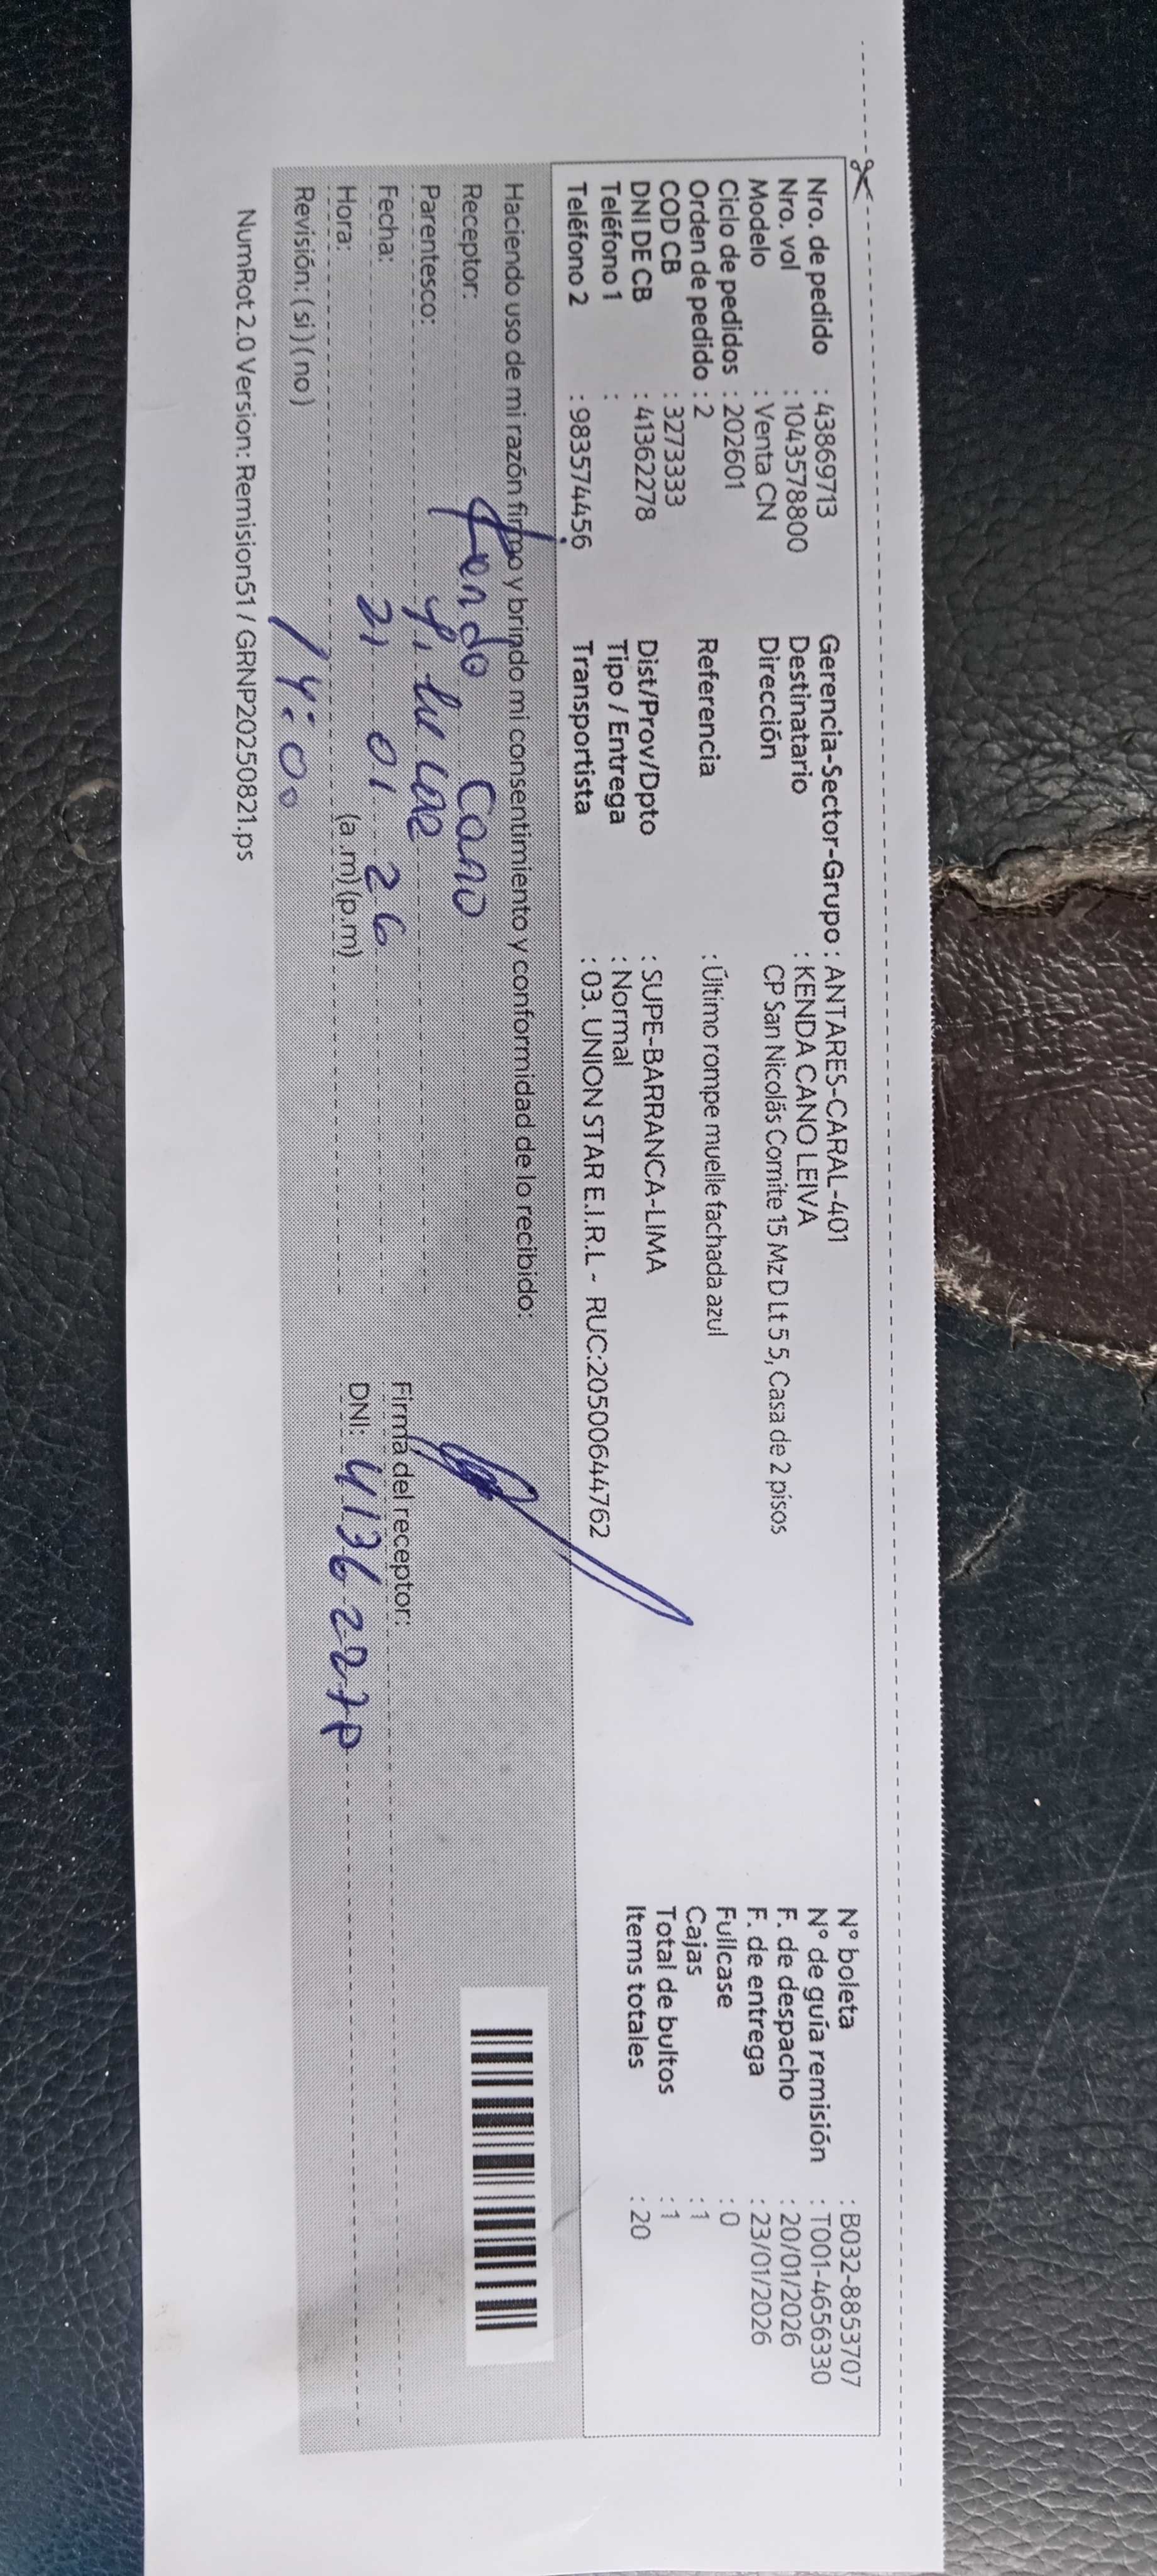 Nro. de pedido : 43869713
Nro. vol : 1043578800
Modelo : Venta CN
Ciclo de pedidos : 202601
Orden de pedido : 2
COD CB : 3273333
DNI DE CB : 41362278
Teléfono 1 :
Teléfono 2 : 983574456
Gerencia-Sector-Grupo : ANTARES-CARAL-401
Destinatario : KENDA CANO LEIVA
Dirección CP San Nicolás Comite 15 Mz D Lt 5 5, Casa de 2 pisos
Referencia : Último rompe muelle fachada azul
Dist/Prov/Dpto : SUPE-BARRANCA-LIMA
Tipo / Entrega : Normal
Transportista : 03. UNION STAR E.I.R.L - RUC:20500644762
N° boleta : B032-8853707
N° de guía remisión : T001-4656330
F. de despacho : 20/01/2026
F. de entrega : 23/01/2026
Fullcase : 0
Cajas : 1
Total de bultos : 1
Items totales : 20
Haciendo uso de mi razón firmo y brindo mi consentimiento y conformidad de lo recibido:
Receptor: Kenda Cano
Parentesco:
Fecha: 21 01 26
Hora: (a.m) (p.m)
14:00
Revisión: ( si ) ( no )
Firma del receptor:
DNI: 41362278
NumRot 2.0 Version: Remision51 / GRNP20250821.ps